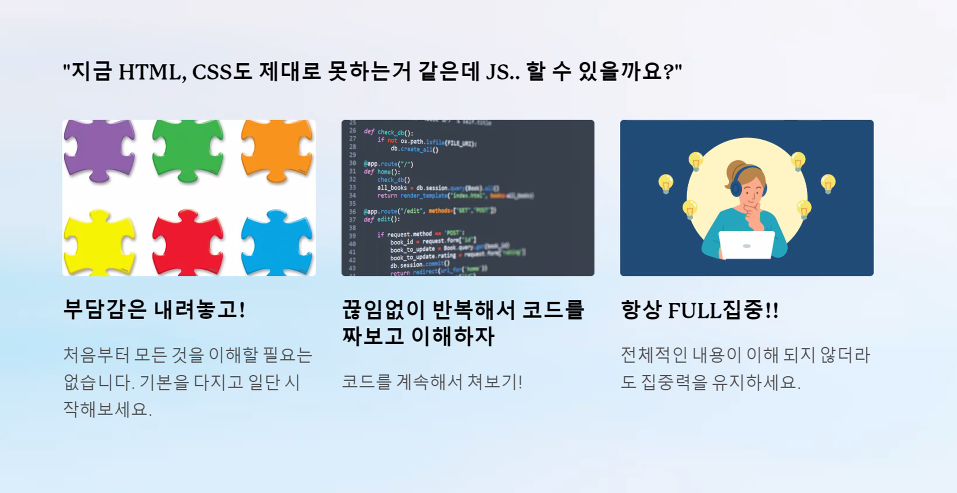 "지금 HTML, CSS도 제대로 못하는거 같은데 JS.. 할 수 있을까요?"
25
26 def check_db():
27 if not os.path.isfile(FILE_URI):
28 db.create_all()
29
30 @app.route("/")
31 def home():
32 check_db()
33 all_books = db.session.query(Book).all()
34 return render_template("index.html",
35
36 @app.route("/edit", methods=["GET","POST"])
37 def edit():
38
39 if request.method == 'POST':
40 book_id = request.form["id"]
41 book_to_update = Book.query.get(book_id)
42 book_to_update.rating = request.form["rating"]
43 db.session.commit()
return redirect(url_for('home'))
부담감은 내려놓고!
처음부터 모든 것을 이해할 필요는
없습니다. 기본을 다지고 일단 시
작해보세요.
끊임없이 반복해서 코드를
짜보고 이해하자
코드를 계속해서 쳐보기!
항상 FULL집중!!
전체적인 내용이 이해 되지 않더라
도 집중력을 유지하세요.